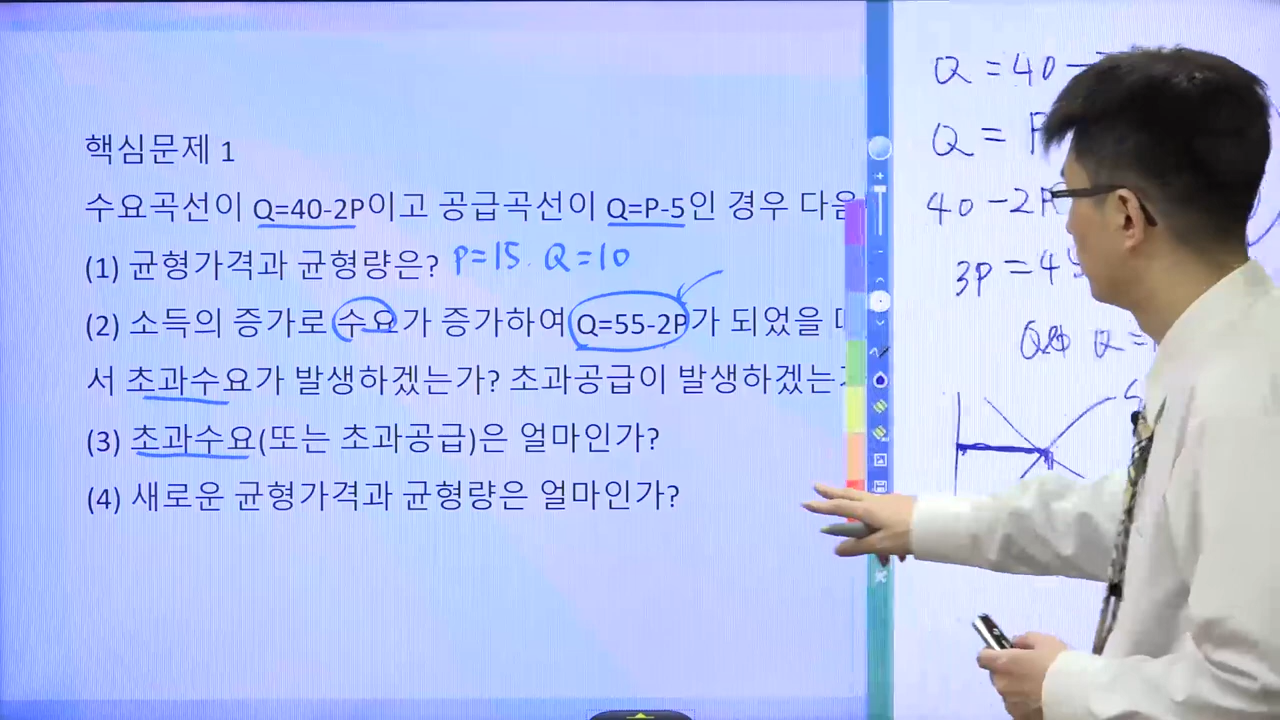 핵심문제 1
수요곡선이 Q=40-2P이고 공급곡선이 Q=P-5인 경우 다음
(1) 균형가격과 균형량은? P=15. Q=10
(2) 소득의 증가로 수요가 증가하여 Q=55-2P가 되었을
서 초과수요가 발생하겠는가? 초과공급이 발생하겠는
(3) 초과수요(또는 초과공급)은 얼마인가?
(4) 새로운 균형가격과 균형량은 얼마인가?
Q = 40 -
Q = P
40 - 2P
3P = 4
Q =